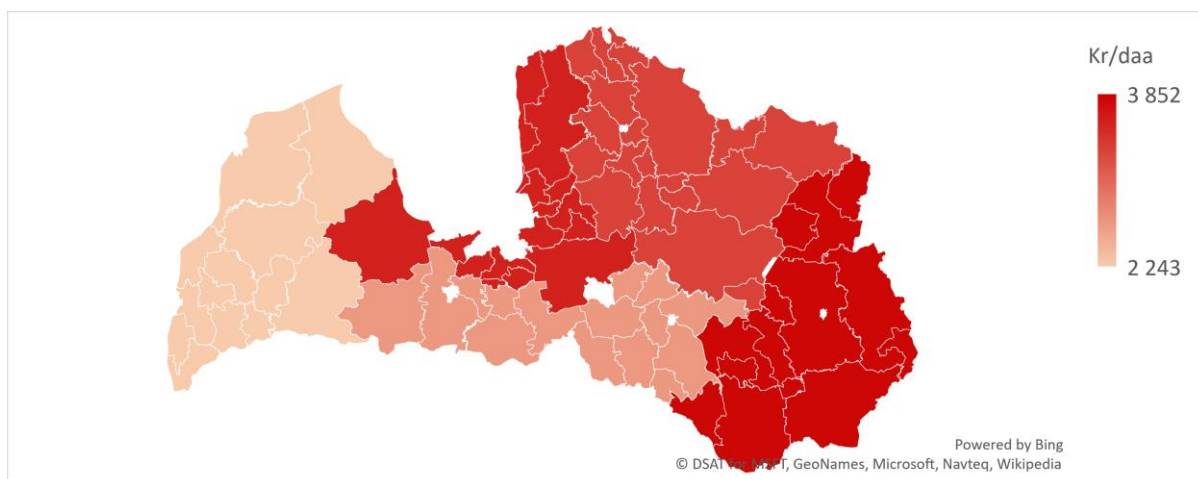 Kr/daa
3 852
2 243
Powered by Bing
© DSAT for MSFT, GeoNames, Microsoft, Navteq, Wikipedia